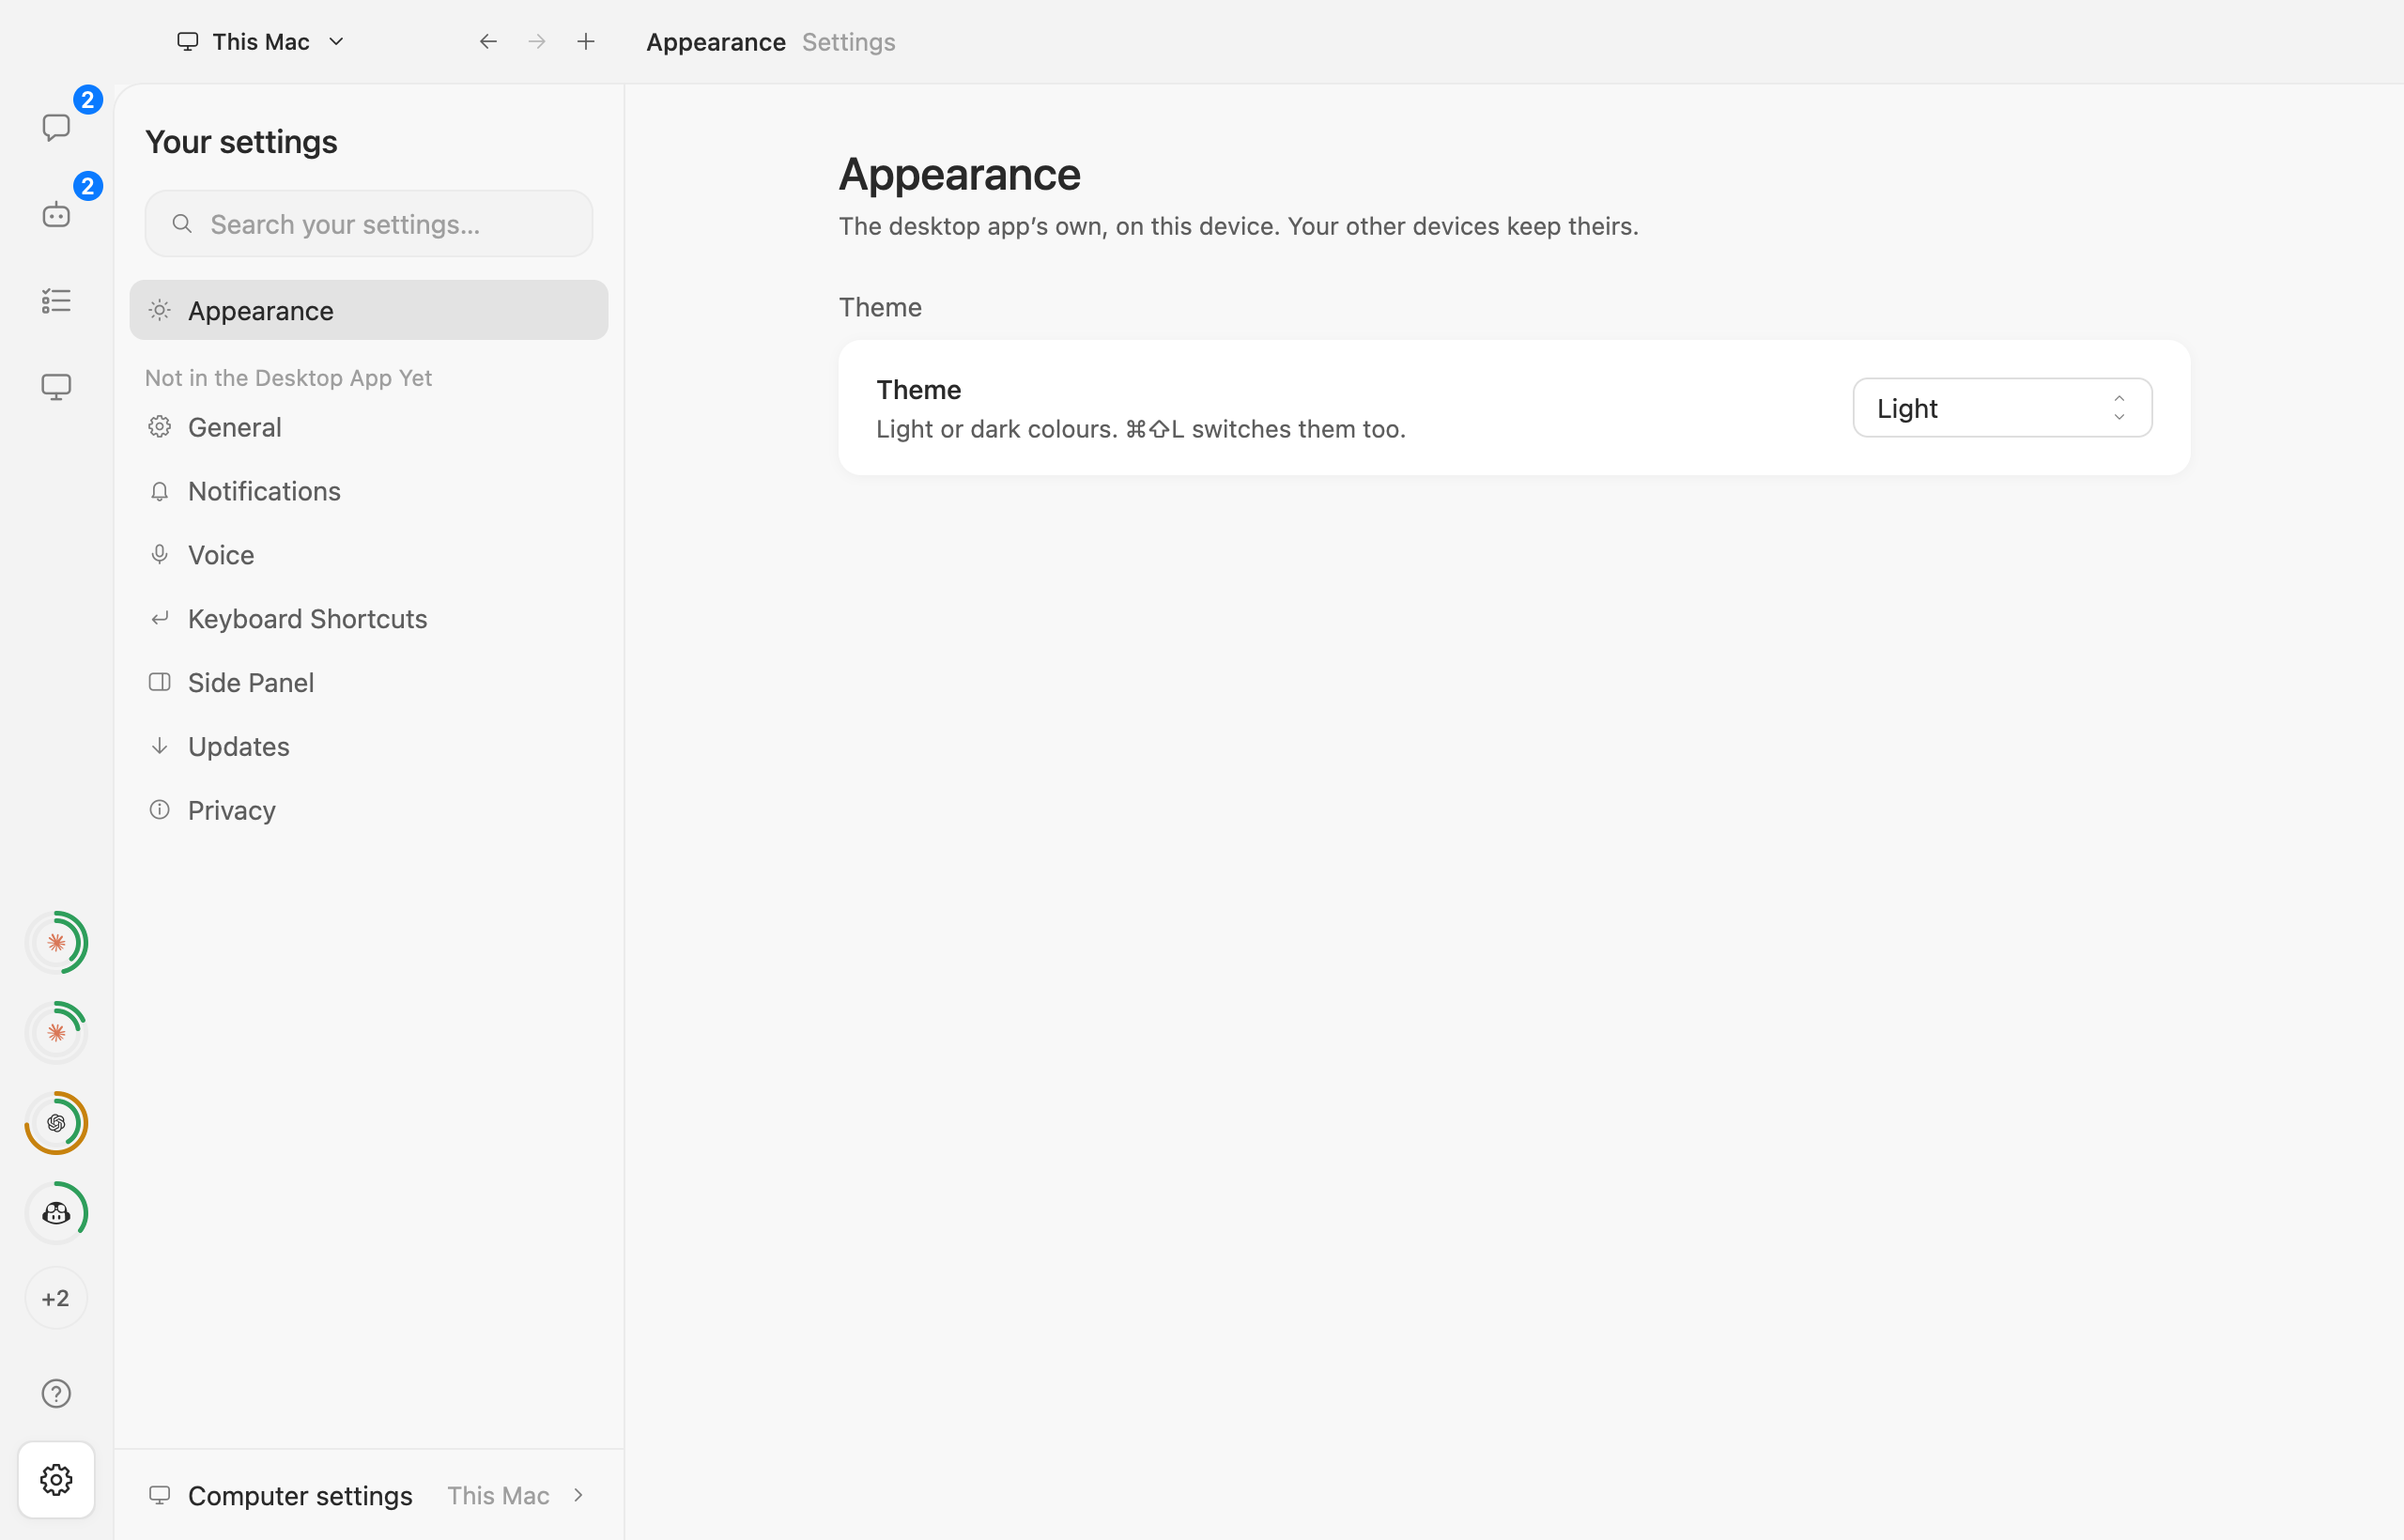 This Mac
Appearance Settings
2
2
Your settings
Search your settings...
Appearance
Not in the Desktop App Yet
General
Notifications
Voice
Keyboard Shortcuts
Side Panel
Updates
Privacy
+2
Computer settings This Mac
Appearance
The desktop app’s own, on this device. Your other devices keep theirs.
Theme
Theme
Light or dark colours. ⌘⇧L switches them too.
Light